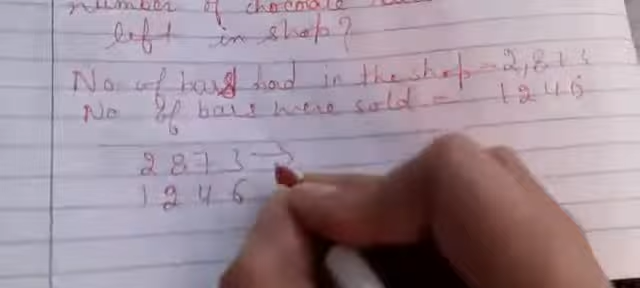 number of chocolate
left in shop?
No of bars had in the shop = 2,873
No of bars were sold = 1246
2873 →
1246